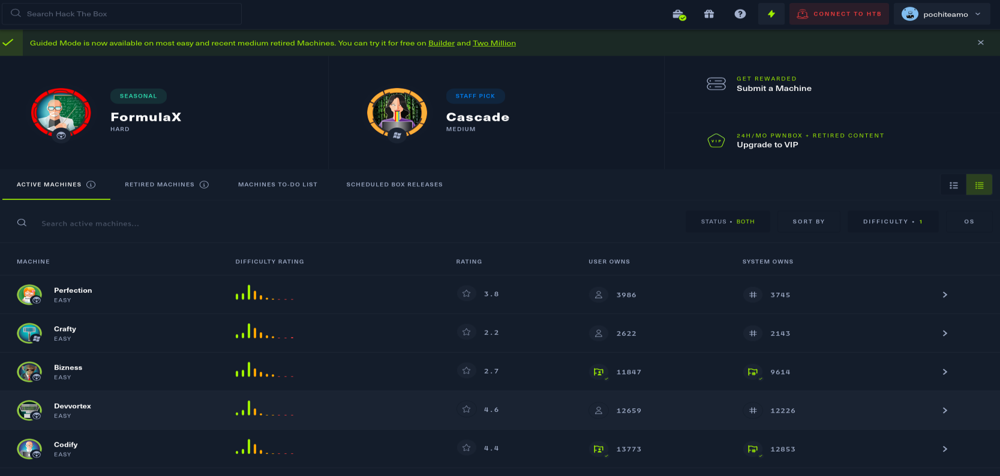 Search Hack The Box
CONNECT TO HTB
pochiteamo
Guided Mode is now available on most easy and recent medium retired Machines. You can try it for free on Builder and Two Million
SEASONAL
FormulaX
HARD
STAFF PICK
Cascade
MEDIUM
GET REWARDED
Submit a Machine
VIP
24H/MO PWNBOX + RETIRED CONTENT
Upgrade to VIP
ACTIVE MACHINES
RETIRED MACHINES
MACHINES TO-DO LIST
SCHEDULED BOX RELEASES
Search active machines...
STATUS • BOTH
SORT BY
DIFFICULTY • 1
OS
MACHINE DIFFICULTY RATING RATING USER OWNS SYSTEM OWNS
Perfection
EASY
3.8 3986 3745
Crafty
EASY
2.2 2622 2143
Bizness
EASY
2.7 11847 9614
Devvortex
EASY
4.6 12659 12226
Codify
EASY
4.4 13773 12853